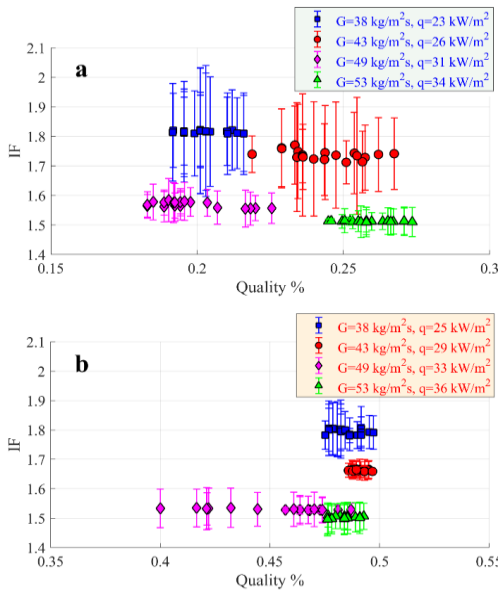 G=38 kg/m²s, q=23 kW/m²
G=43 kg/m²s, q=26 kW/m²
G=49 kg/m²s, q=31 kW/m²
G=53 kg/m²s, q=34 kW/m²
a
2.1
2
1.9
1.8
1.7
1.6
1.5
1.4
IF
0.15
0.2
0.25
0.3
Quality %
G=38 kg/m²s, q=25 kW/m²
G=43 kg/m²s, q=29 kW/m²
G=49 kg/m²s, q=33 kW/m²
G=53 kg/m²s, q=36 kW/m²
b
2.1
2
1.9
1.8
1.7
1.6
1.5
1.4
IF
0.35
0.4
0.45
0.5
0.55
Quality %